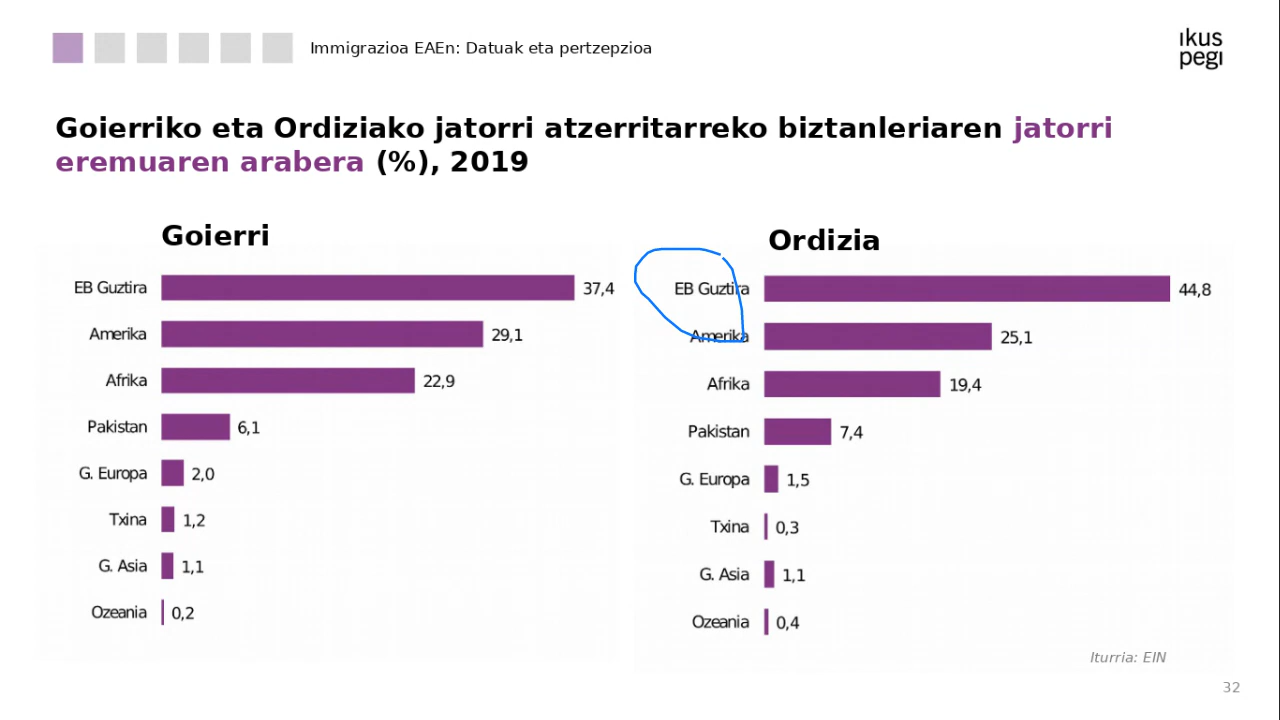 Immigrazioa EAEn: Datuak eta pertzepzioa
ıkus
pegı
Goierriko eta Ordiziako jatorri atzerritarreko biztanleriaren jatorri
eremuaren arabera (%), 2019
Goierri
EB Guztira 37,4
Amerika 29,1
Afrika 22,9
Pakistan 6,1
G. Europa 2,0
Txina 1,2
G. Asia 1,1
Ozeania 0,2
Ordizia
EB Guztira 44,8
Amerika 25,1
Afrika 19,4
Pakistan 7,4
G. Europa 1,5
Txina 0,3
G. Asia 1,1
Ozeania 0,4
Iturria: EIN
32